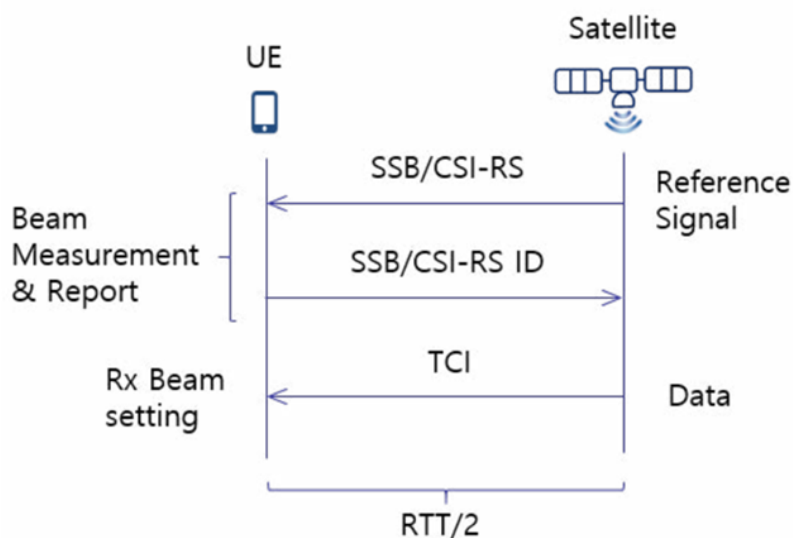 Satellite
UE
SSB/CSI-RS
Reference
Signal
Beam
Measurement
& Report
SSB/CSI-RS ID
TCI
Rx Beam
setting
Data
RTT/2